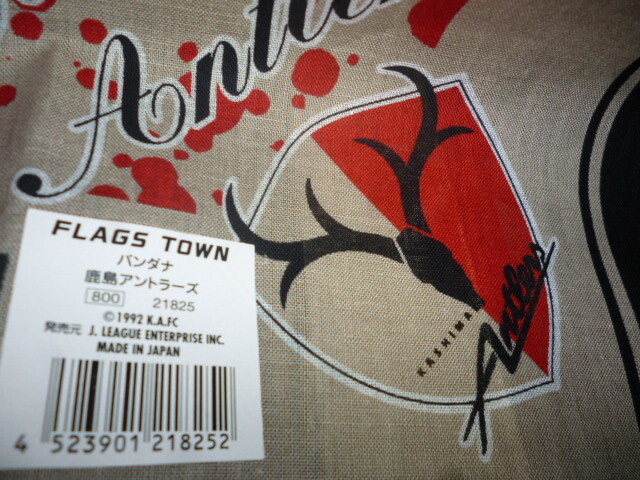 Antle
KASHIMA
Antlers
FLAGS TOWN
バンダナ
鹿島アントラーズ
800 21825
©1992 K.A.FC
発売元 J. LEAGUE ENTERPRISE INC.
MADE IN JAPAN
4 523901 218252